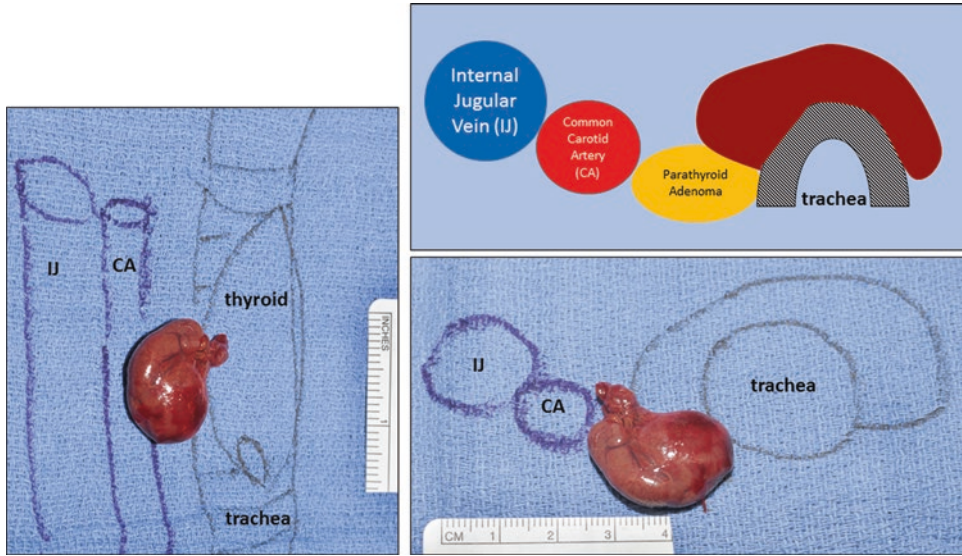 IJ
CA
thyroid
trachea
INCHES
1
Internal
Jugular
Vein (IJ)
Common
Carotid
Artery
(CA)
Parathyroid
Adenoma
trachea
IJ
CA
trachea
CM 1 2 3 4